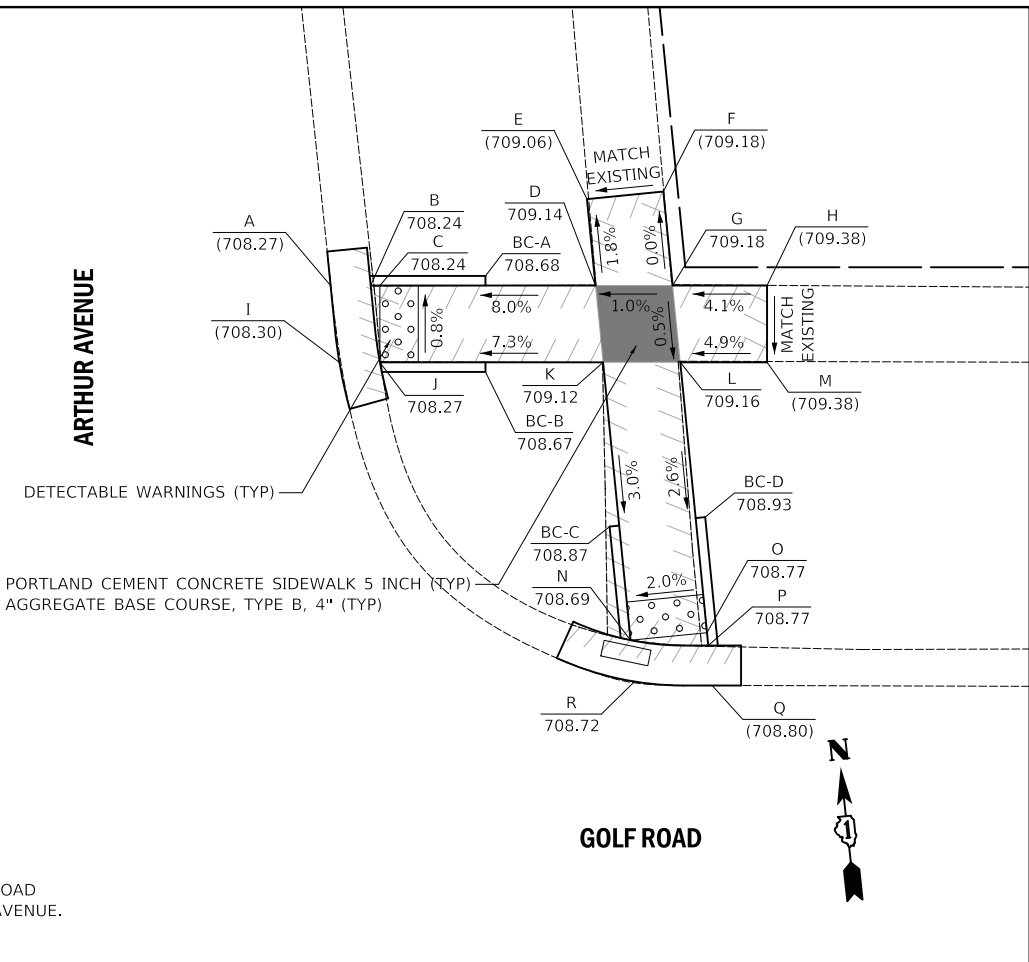 E
(709.06)
F
(709.18)
MATCH
EXISTING
D
709.14
B
708.24
A
(708.27)
C
708.24
BC-A
708.68
G
709.18
H
(709.38)
1.8%
0.0%
ARTHUR AVENUE
I
(708.30)
0.8%
8.0%
1.0%
4.1%
0.5%
MATCH
EXISTING
7.3%
4.9%
J
708.27
K
709.12
L
709.16
M
(709.38)
BC-B
708.67
DETECTABLE WARNINGS (TYP)
3.0%
2.6%
BC-D
708.93
BC-C
708.87
PORTLAND CEMENT CONCRETE SIDEWALK 5 INCH (TYP)
AGGREGATE BASE COURSE, TYPE B, 4" (TYP)
N
708.69
2.0%
O
708.77
P
708.77
R
708.72
Q
(708.80)
N
1
GOLF ROAD
OAD
AVENUE.